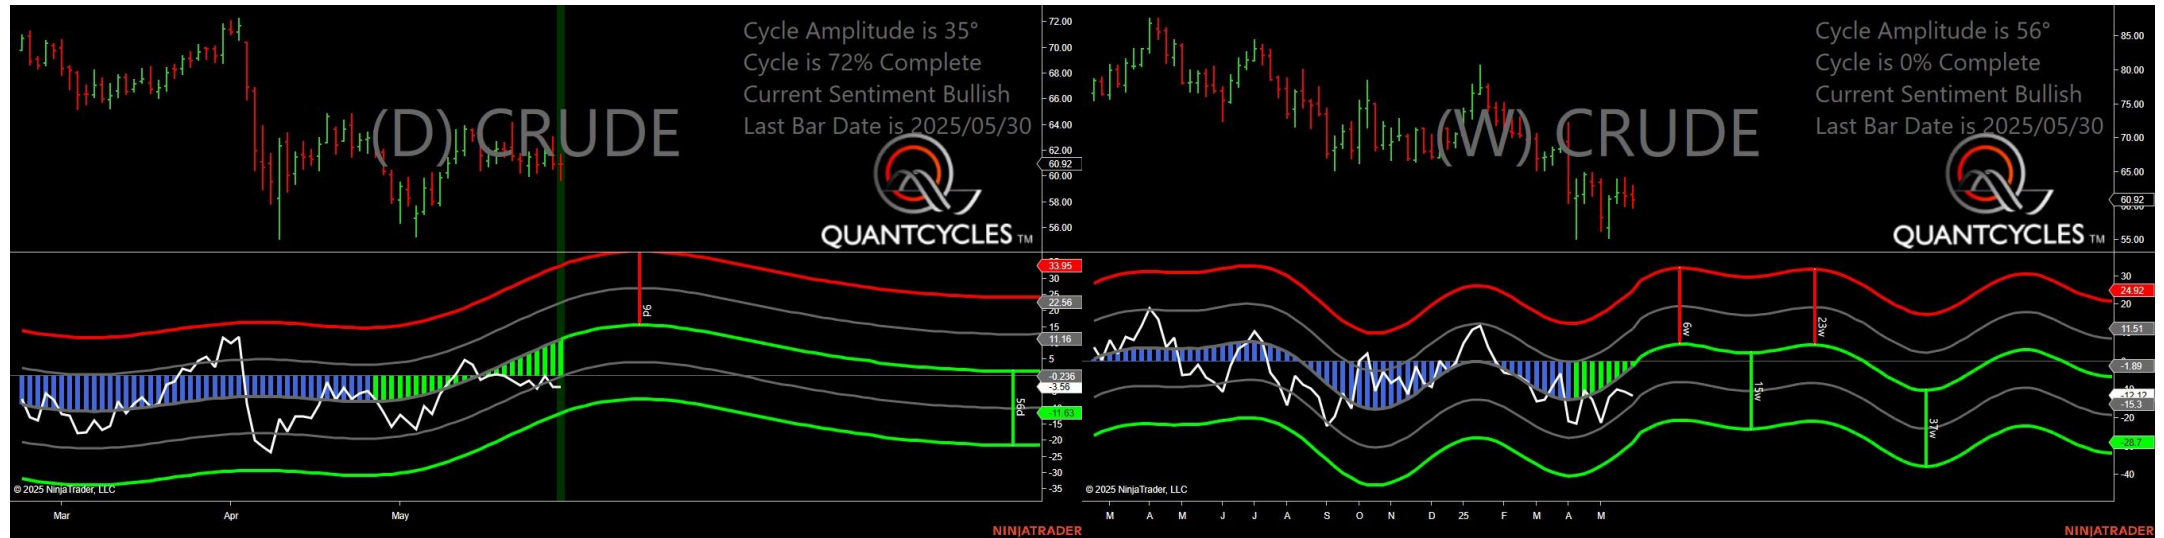 Cycle Amplitude is 35°
Cycle is 72% Complete
Current Sentiment Bullish
Last Bar Date is 2025/05/30
(D) CRUDE
QUANTCYCLES TM
72.00
70.00
68.00
66.00
64.00
62.00
60.92
60.00
58.00
56.00
33.95
30
25
22.56
20
15
11.16
5
-0.236
-3.56
-11.63
-15
-20
-25
-30
-35
9d
56d
© 2025 NinjaTrader, LLC
Mar Apr May
NINJATRADER
Cycle Amplitude is 56°
Cycle is 0% Complete
Current Sentiment Bullish
Last Bar Date is 2025/05/30
(W) CRUDE
QUANTCYCLES TM
85.00
80.00
75.00
70.00
65.00
60.92
55.00
30
24.92
20
11.51
-1.89
-12.12
-15.3
-20
-28.7
-40
6w
15w
23w
37w
© 2025 NinjaTrader, LLC
M A M J J A S O N D 25 F M A M
NINJATRADER